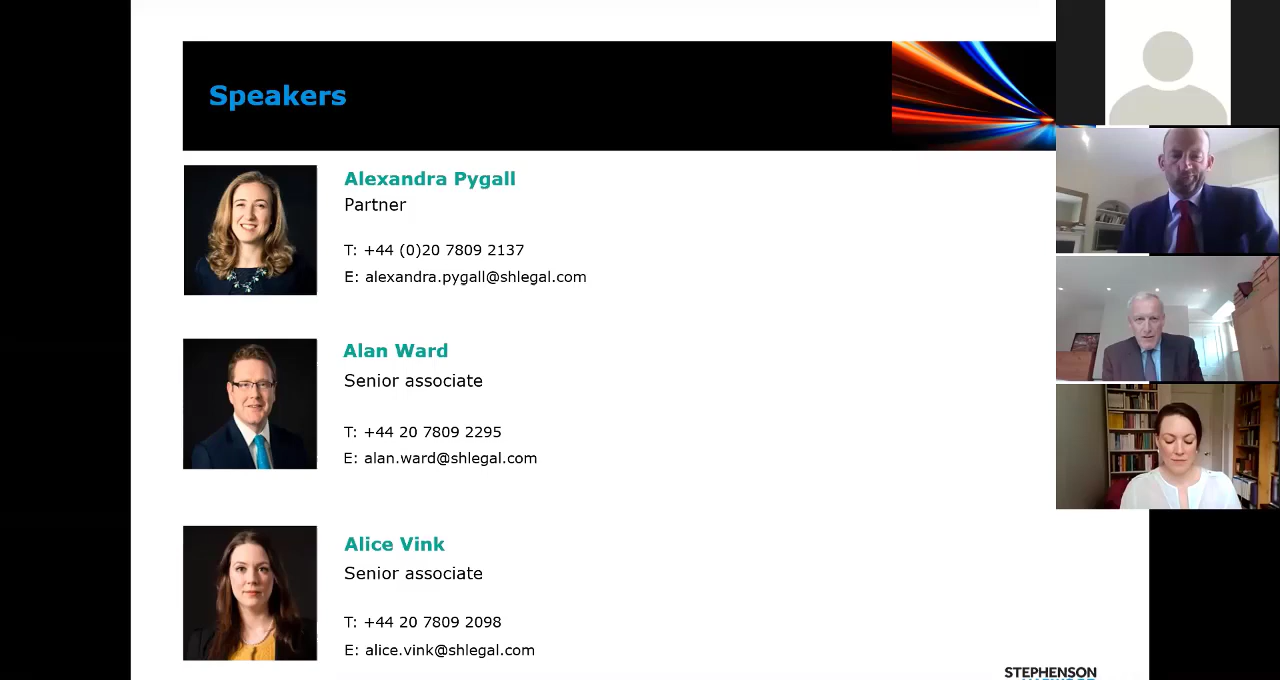 Speakers
Alexandra Pygall
Partner
T: +44 (0)20 7809 2137
E: alexandra.pygall@shlegal.com
Alan Ward
Senior associate
T: +44 20 7809 2295
E: alan.ward@shlegal.com
Alice Vink
Senior associate
T: +44 20 7809 2098
E: alice.vink@shlegal.com
STEPHENSON